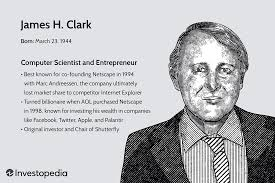 James H. Clark
Born: March 23, 1944
Computer Scientist and Entrepreneur
• Best known for co-founding Netscape in 1994
with Marc Andreessen, the company ultimately
lost market share to competitor Internet Explorer
• Turned billionaire when AOL purchased Netscape
in 1998, known for investing his wealth in companies
like Facebook, Twitter, Apple, and Palantir
• Original investor and Chair of Shutterfly
Investopedia